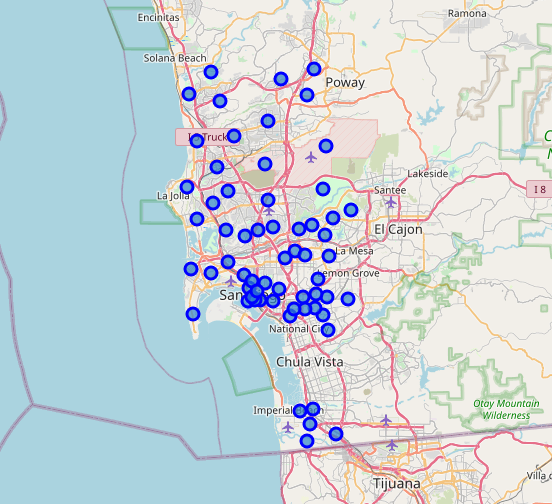 Encinitas
Ramona
Solana Beach
Poway
Truck
Lakeside
Santee
I 8
La Jolla
El Cajon
La Mesa
Lemon Grove
San
National Ci
Chula Vista
Otay Mountain
Wilderness
Imperial
Tijuana
Villa